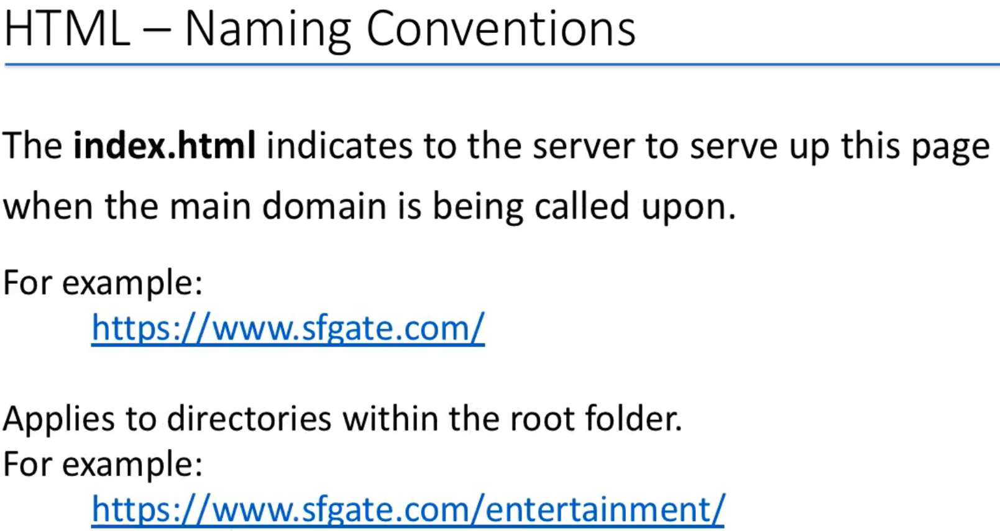 HTML – Naming Conventions
The index.html indicates to the server to serve up this page
when the main domain is being called upon.
For example:
https://www.sfgate.com/
Applies to directories within the root folder.
For example:
https://www.sfgate.com/entertainment/